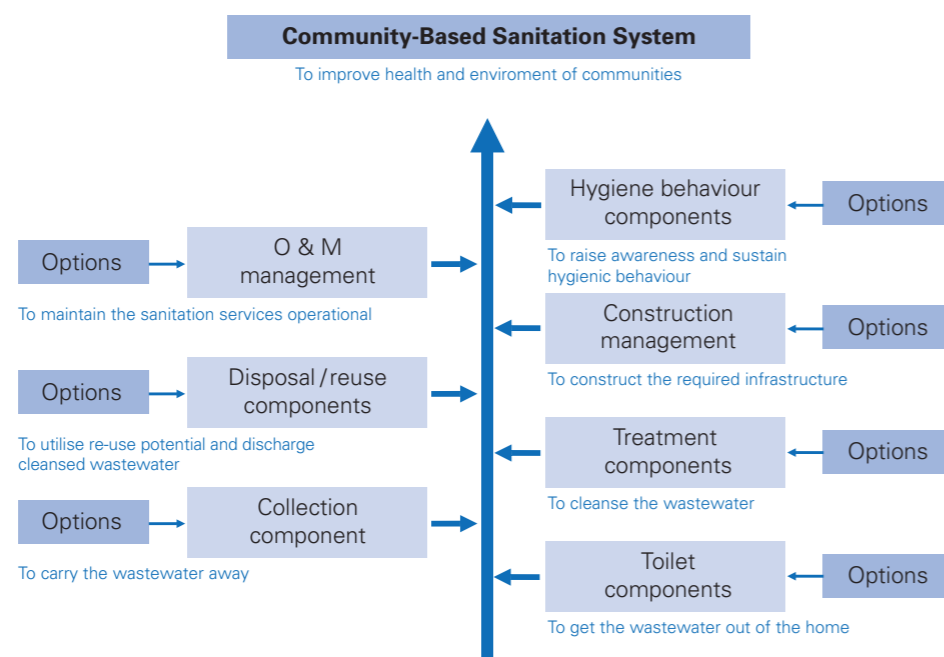 Community-Based Sanitation System
To improve health and enviroment of communities
Hygiene behaviour
components
Options
To raise awareness and sustain
hygienic behaviour
Options
O & M
management
To maintain the sanitation services operational
Construction
management
Options
To construct the required infrastructure
Options
Disposal / reuse
components
To utilise re-use potential and discharge
cleansed wastewater
Treatment
components
Options
To cleanse the wastewater
Options
Collection
component
To carry the wastewater away
Toilet
components
Options
To get the wastewater out of the home